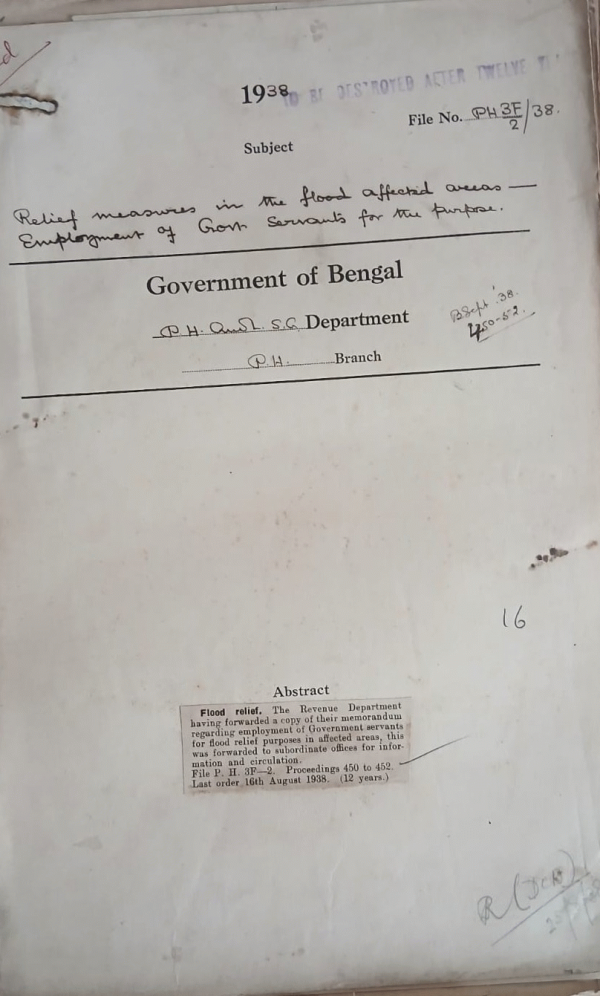 1938
TO BE DESTROYED AFTER TWELVE
File No. PH 3F/2/38.
Subject
Relief measures in the flood affected areas —
Employment of Govt Servants for the purpose.
Government of Bengal
P. H. and L. S. G. Department
B Sept '38.
450-52.
P.H. Branch
16
Abstract
Flood relief. The Revenue Department
having forwarded a copy of their memorandum
regarding employment of Government servants
for flood relief purposes in affected areas, this
was forwarded to subordinate offices for infor-
mation and circulation.
File P. H. 3F—2. Proceedings 450 to 452.
Last order 16th August 1938. (12 years.)